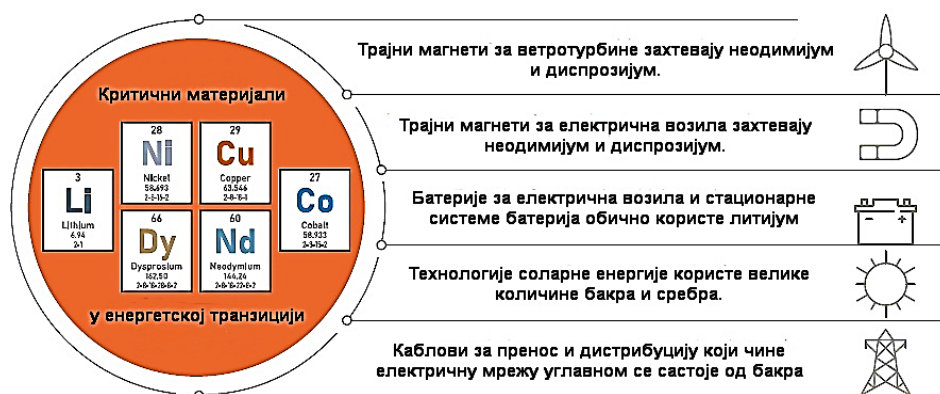 Критични материјали
28
Ni
Nickel
58.693
2-8-16-2
29
Cu
Copper
63.546
2-8-18-1
3
Li
Lithium
6.94
2-1
27
Co
Cobalt
58.933
66
Dy
Dysprosium
162.50
2-8-18-28-8-2
60
Nd
Neodymium
144.24
2-8-18-22-8-2
у енергетској транзицији
Трајни магнети за ветротурбине захтевају неодимијум
и диспрозијум.
Трајни магнети за електрична возила захтевају
неодимијум и диспрозијум.
Батерије за електрична возила и стационарне
системе батерија обично користе литијум
Технологије соларне енергије користе велике
количине бакра и сребра.
Каблови за пренос и дистрибуцију који чине
електричну мрежу углавном се састоје од бакра